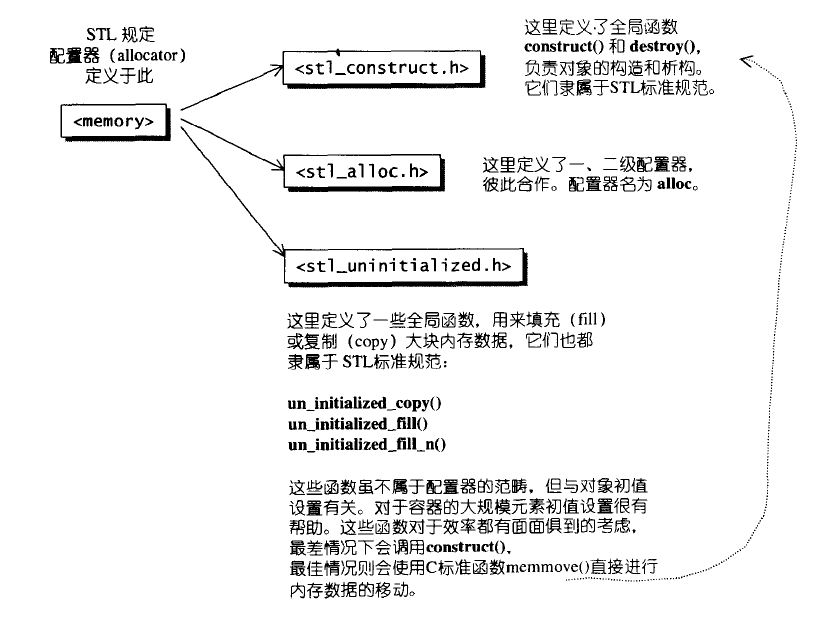 STL 规定
配置器（allocator）
定义于此
<memory>
<stl_construct.h>
这里定义了全局函数
construct() 和 destroy()，
负责对象的构造和析构。
它们隶属于STL标准规范。
<stl_alloc.h>
这里定义了一、二级配置器，
彼此合作。配置器名为 alloc。
<stl_uninitialized.h>
这里定义了一些全局函数，用来填充（fill）
或复制（copy）大块内存数据，它们也都
隶属于 STL标准规范：
un_initialized_copy()
un_initialized_fill()
un_initialized_fill_n()
这些函数虽不属于配置器的范畴，但与对象初值
设置有关。对于容器的大规模元素初值设置很有
帮助。这些函数对于效率都有面面俱到的考虑，
最差情况下会调用construct()，
最佳情况则会使用C标准函数memmove()直接进行
内存数据的移动。